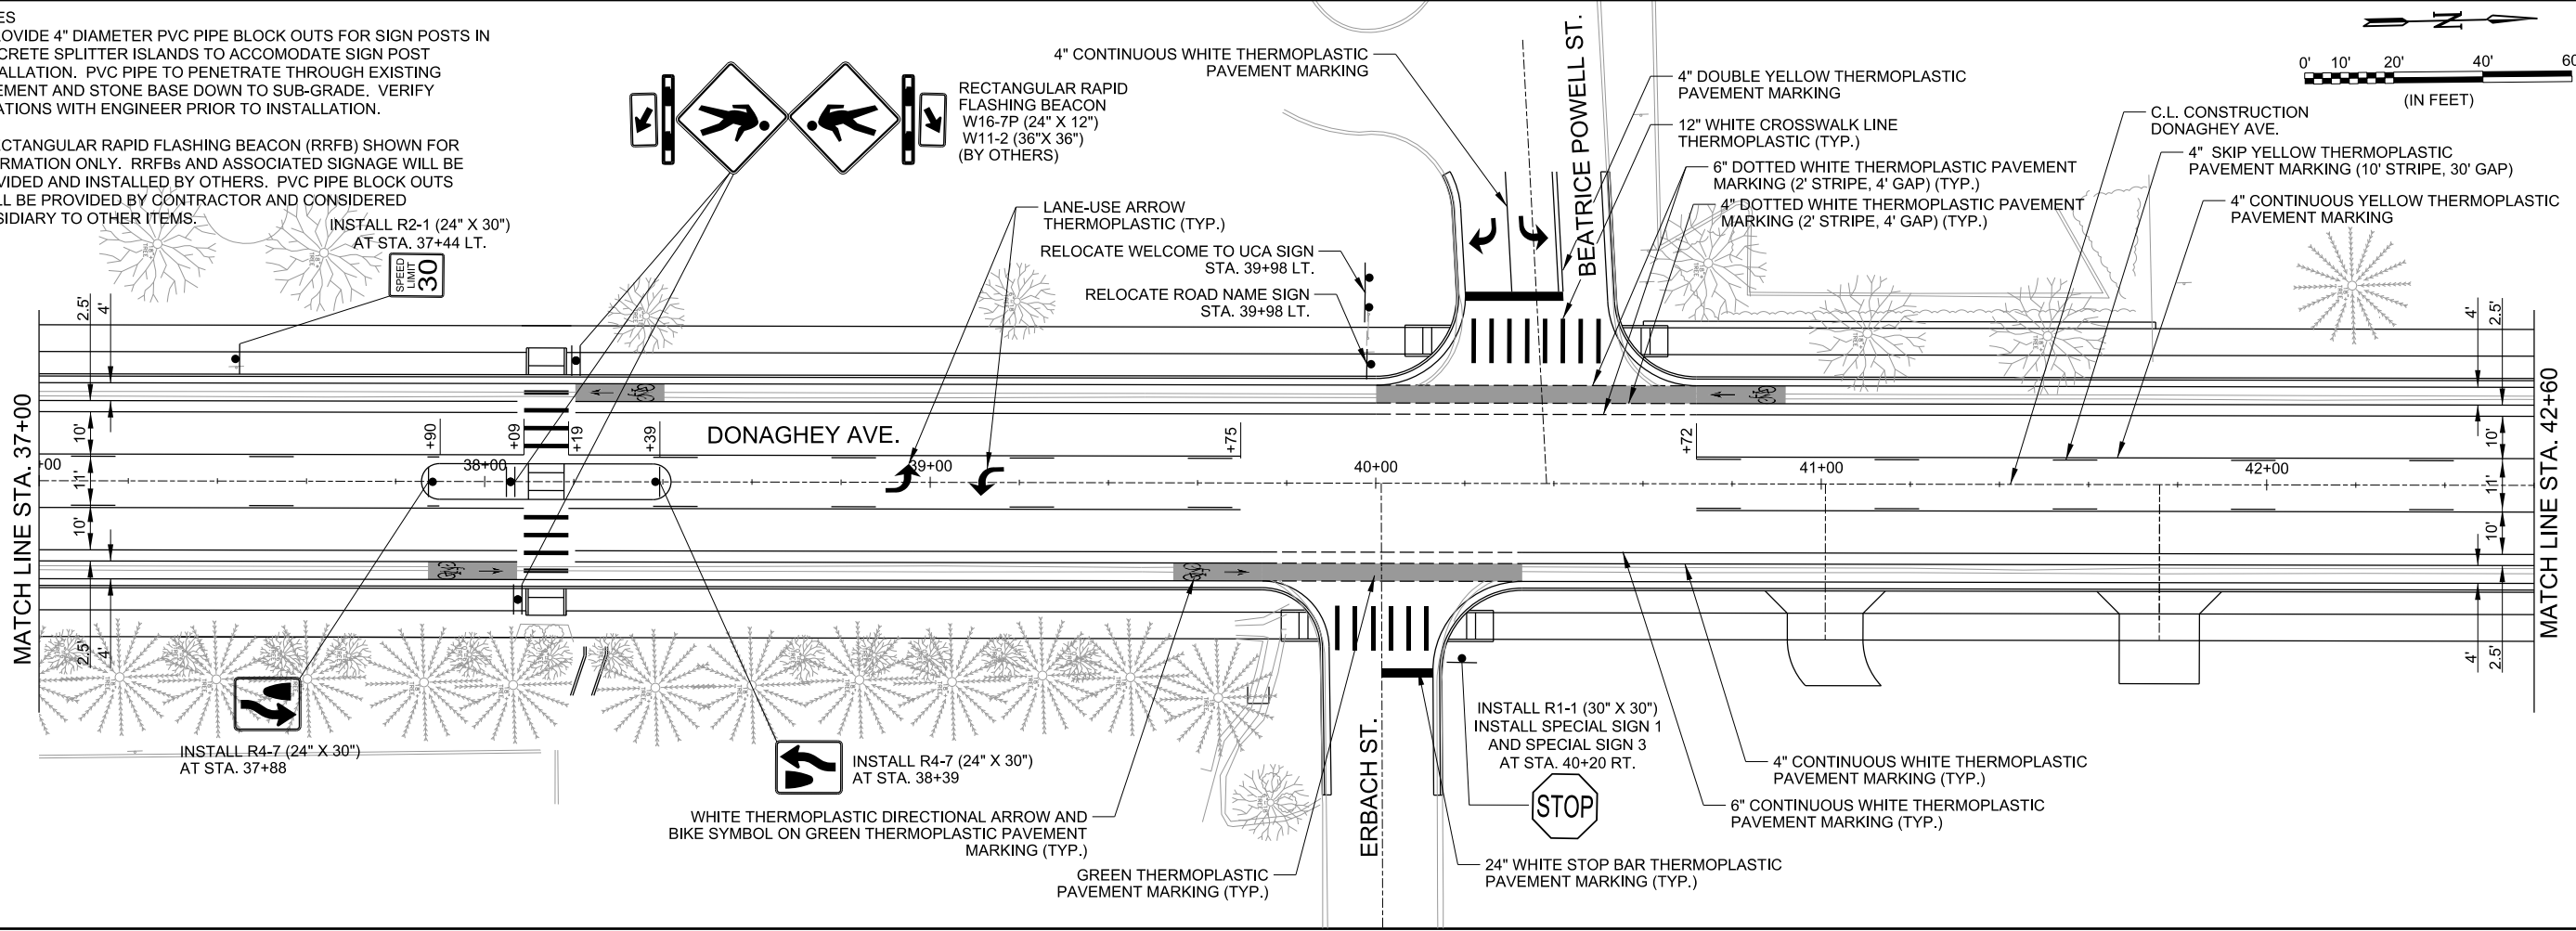 ES
OVIDE 4" DIAMETER PVC PIPE BLOCK OUTS FOR SIGN POSTS IN
CRETE SPLITTER ISLANDS TO ACCOMODATE SIGN POST
ALLATION. PVC PIPE TO PENETRATE THROUGH EXISTING
EMENT AND STONE BASE DOWN TO SUB-GRADE. VERIFY
ATIONS WITH ENGINEER PRIOR TO INSTALLATION.
CTANGULAR RAPID FLASHING BEACON (RRFB) SHOWN FOR
RMATION ONLY. RRFBs AND ASSOCIATED SIGNAGE WILL BE
VIDED AND INSTALLED BY OTHERS. PVC PIPE BLOCK OUTS
LL BE PROVIDED BY CONTRACTOR AND CONSIDERED
SIDIARY TO OTHER ITEMS.
INSTALL R2-1 (24" X 30")
AT STA. 37+44 LT.
SPEED
LIMIT
30
RECTANGULAR RAPID
FLASHING BEACON
W16-7P (24" X 12")
W11-2 (36"X 36")
(BY OTHERS)
4" CONTINUOUS WHITE THERMOPLASTIC
PAVEMENT MARKING
LANE-USE ARROW
THERMOPLASTIC (TYP.)
RELOCATE WELCOME TO UCA SIGN
STA. 39+98 LT.
RELOCATE ROAD NAME SIGN
STA. 39+98 LT.
BEATRICE POWELL ST.
4" DOUBLE YELLOW THERMOPLASTIC
PAVEMENT MARKING
12" WHITE CROSSWALK LINE
THERMOPLASTIC (TYP.)
6" DOTTED WHITE THERMOPLASTIC PAVEMENT
MARKING (2' STRIPE, 4' GAP) (TYP.)
4" DOTTED WHITE THERMOPLASTIC PAVEMENT
MARKING (2' STRIPE, 4' GAP) (TYP.)
N
0' 10' 20' 40' 60
(IN FEET)
C.L. CONSTRUCTION
DONAGHEY AVE.
4" SKIP YELLOW THERMOPLASTIC
PAVEMENT MARKING (10' STRIPE, 30' GAP)
4" CONTINUOUS YELLOW THERMOPLASTIC
PAVEMENT MARKING
MATCH LINE STA. 37+00
2.5'
4'
10'
11'
10'
2.5'
4'
+00
+90
+09
+19
+39
DONAGHEY AVE.
38+00
39+00
+75
40+00
+72
41+00
42+00
4'
2.5'
10'
11'
10'
4'
2.5'
MATCH LINE STA. 42+60
INSTALL R4-7 (24" X 30")
AT STA. 37+88
INSTALL R4-7 (24" X 30")
AT STA. 38+39
WHITE THERMOPLASTIC DIRECTIONAL ARROW AND
BIKE SYMBOL ON GREEN THERMOPLASTIC PAVEMENT
MARKING (TYP.)
GREEN THERMOPLASTIC
PAVEMENT MARKING (TYP.)
ERBACH ST.
INSTALL R1-1 (30" X 30")
INSTALL SPECIAL SIGN 1
AND SPECIAL SIGN 3
AT STA. 40+20 RT.
STOP
4" CONTINUOUS WHITE THERMOPLASTIC
PAVEMENT MARKING (TYP.)
6" CONTINUOUS WHITE THERMOPLASTIC
PAVEMENT MARKING (TYP.)
24" WHITE STOP BAR THERMOPLASTIC
PAVEMENT MARKING (TYP.)